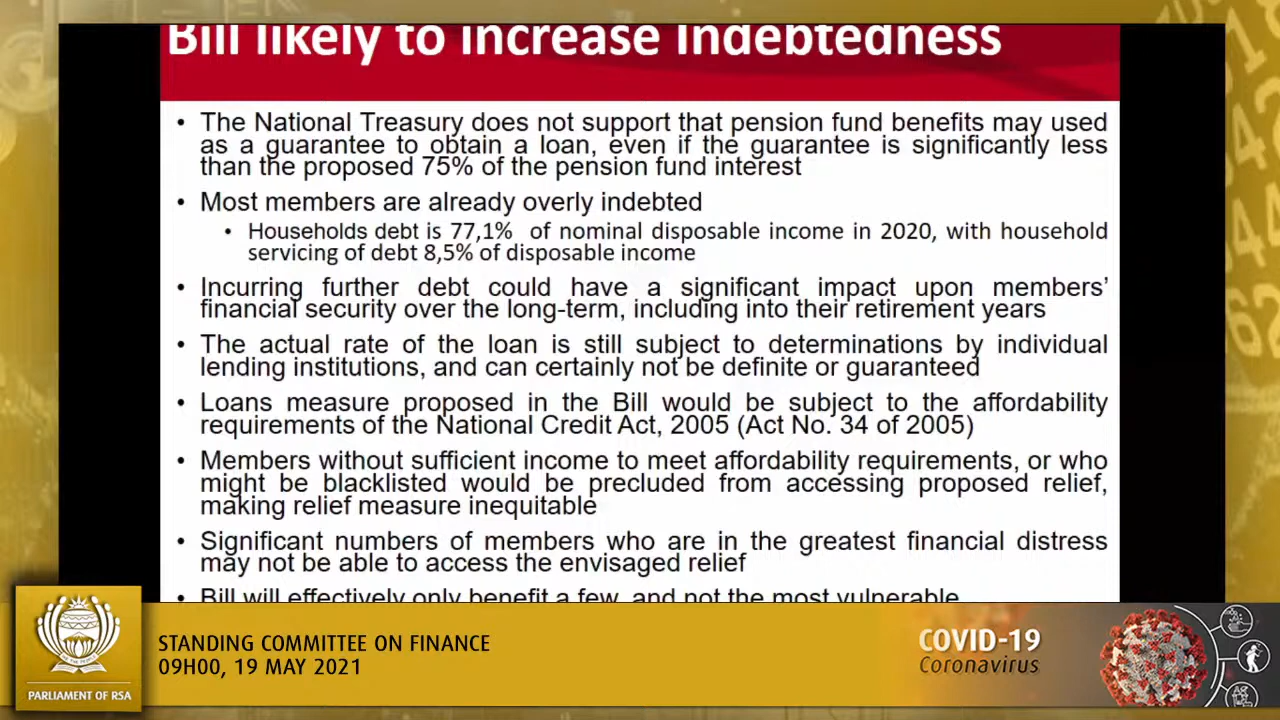 Bill likely to increase Indebtedness
• The National Treasury does not support that pension fund benefits may used
as a guarantee to obtain a loan, even if the guarantee is significantly less
than the proposed 75% of the pension fund interest
• Most members are already overly indebted
• Households debt is 77,1% of nominal disposable income in 2020, with household
servicing of debt 8,5% of disposable income
• Incurring further debt could have a significant impact upon members’
financial security over the long-term, including into their retirement years
• The actual rate of the loan is still subject to determinations by individual
lending institutions, and can certainly not be definite or guaranteed
• Loans measure proposed in the Bill would be subject to the affordability
requirements of the National Credit Act, 2005 (Act No. 34 of 2005)
• Members without sufficient income to meet affordability requirements, or who
might be blacklisted would be precluded from accessing proposed relief,
making relief measure inequitable
• Significant numbers of members who are in the greatest financial distress
may not be able to access the envisaged relief
• Bill will effectively only benefit a few, and not the most vulnerable
STANDING COMMITTEE ON FINANCE
09H00, 19 MAY 2021
PARLIAMENT OF RSA
COVID-19
Coronavirus